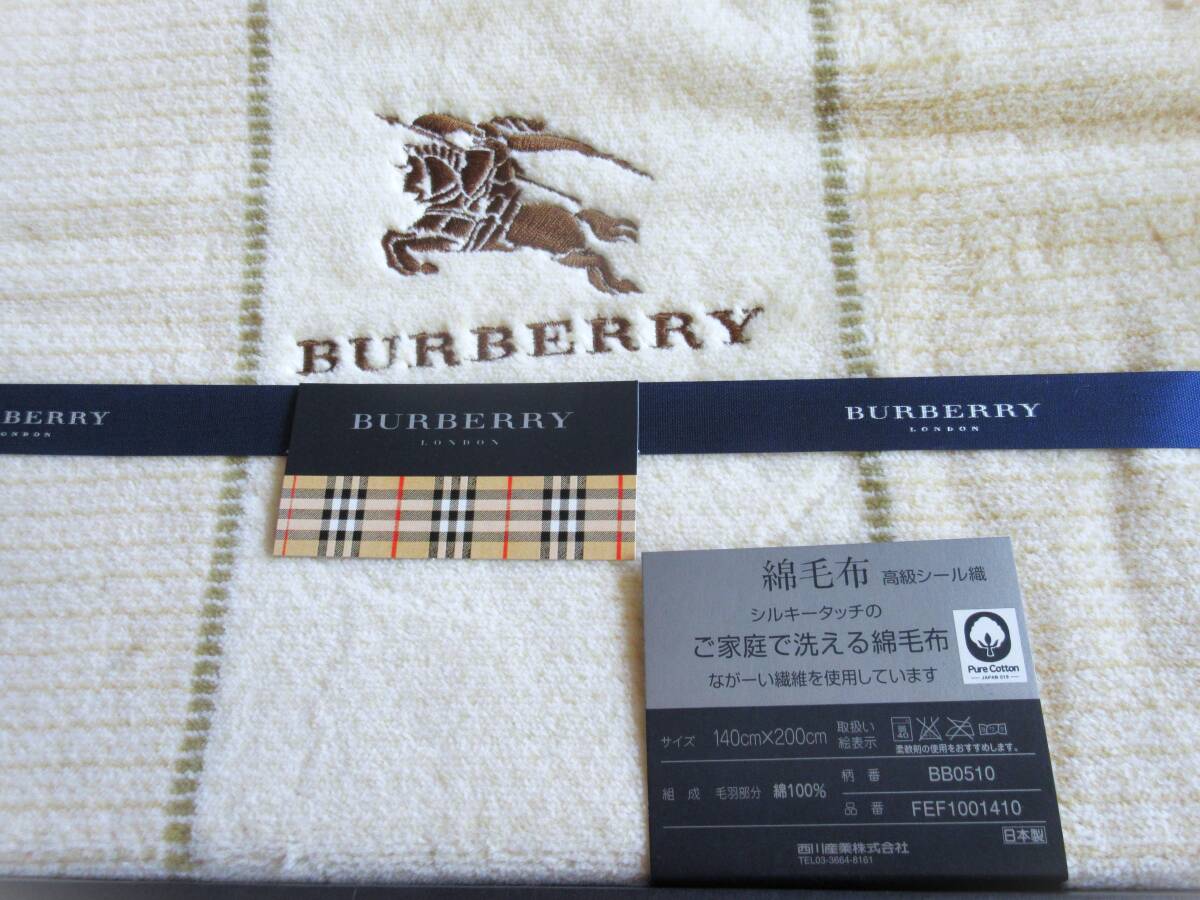 BURBERRY
BERRY
LONDON
BURBERRY
LONDON
BURBERRY
LONDON
綿毛布 高級シール織
シルキータッチの
ご家庭で洗える綿毛布
ながーい繊維を使用しています
Pure Cotton
サイズ 140cm×200cm 取扱い絵表示
柔軟剤の使用をおすすめします。
組成 毛羽部分 綿100%
柄番 BB0510
品番 FEF1001410
日本製
西川産業株式会社
TEL03-3664-8161